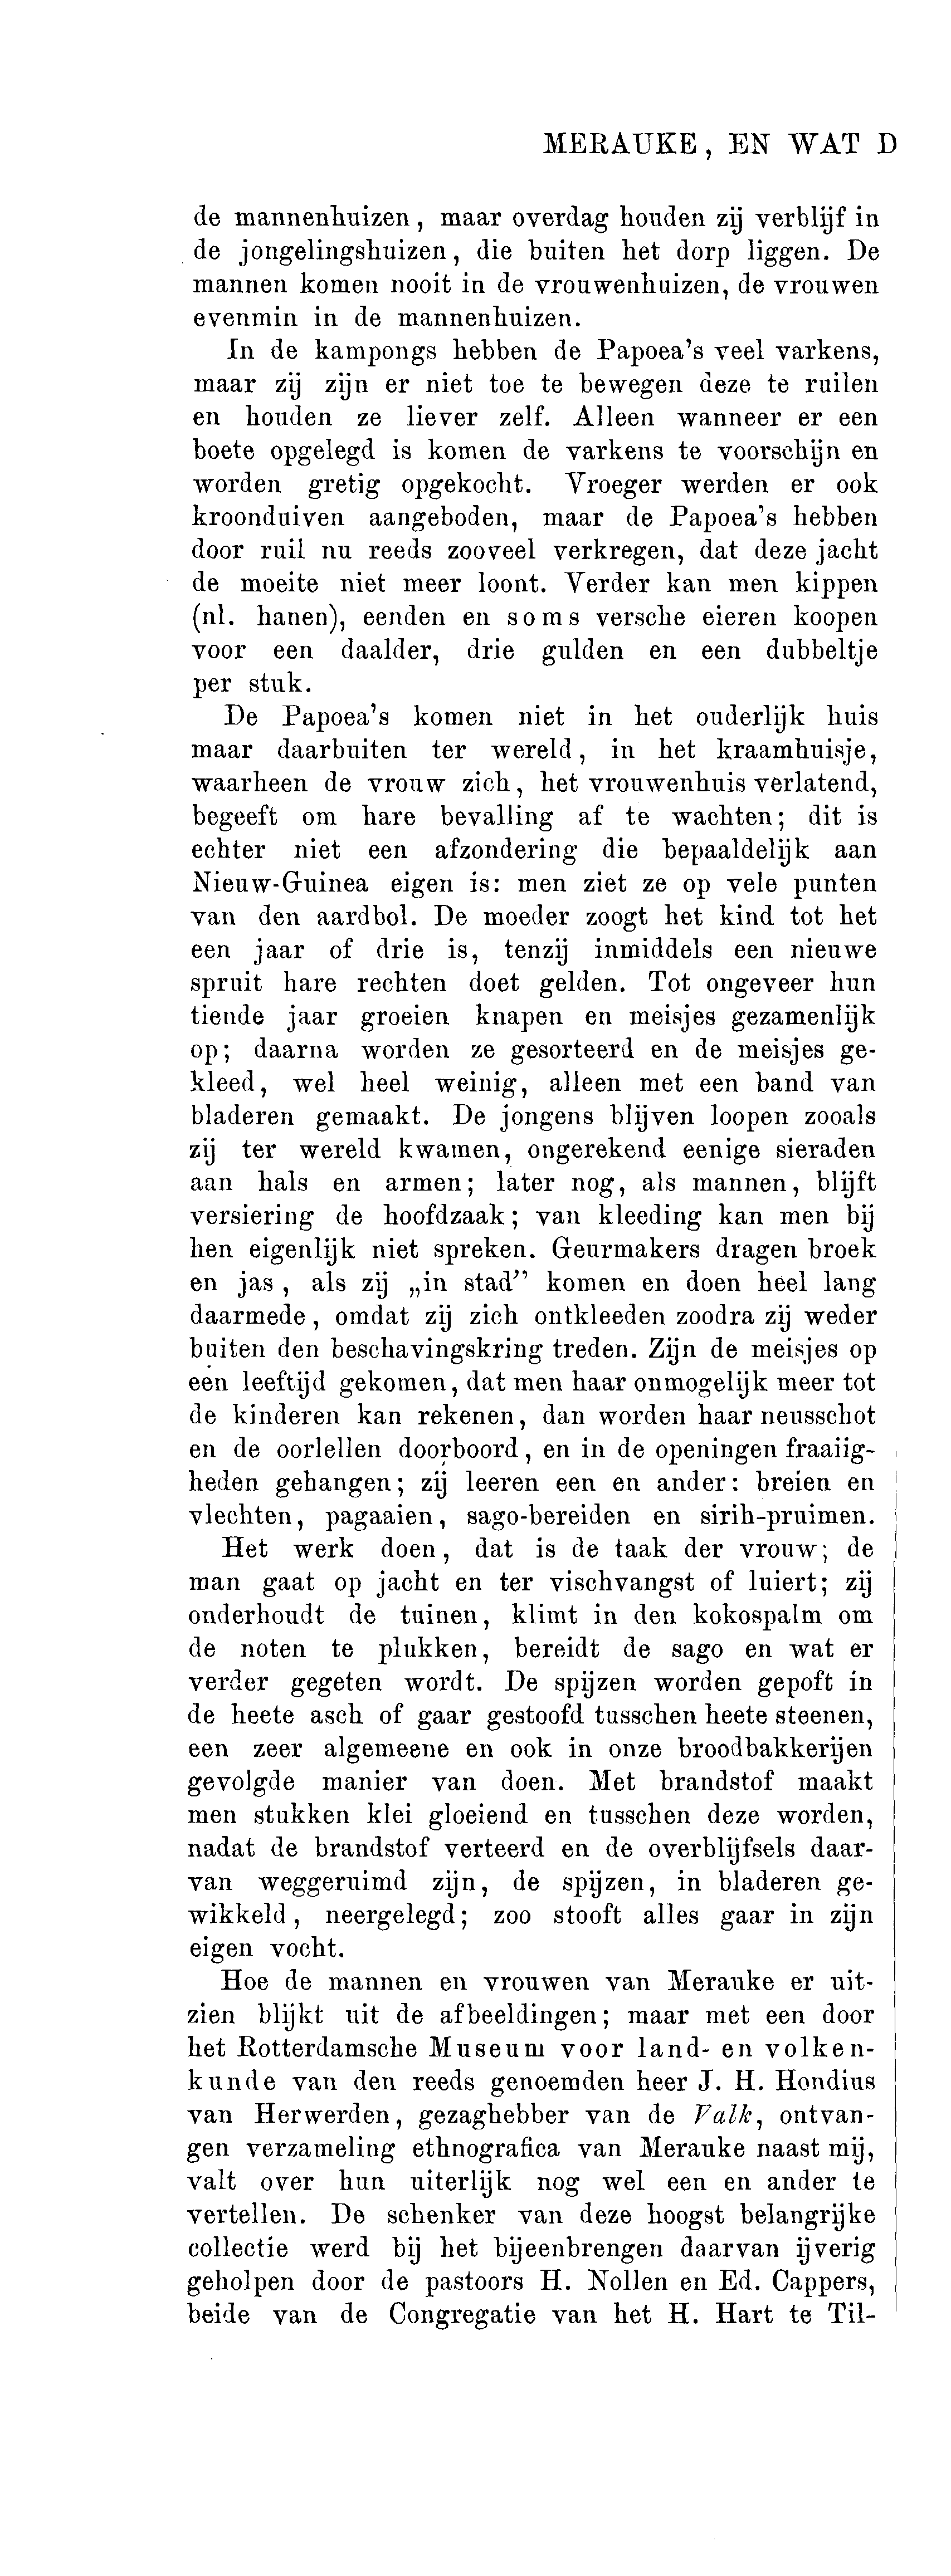 MERAUKE, EN WAT D
de mannenhuizen, maar overdag houden zij verblijf in
de jongelingshuizen, die buiten het dorp liggen. De
mannen komen nooit in de vrouwenhuizen, de vrouwen
evenmin in de mannenhuizen.
In de kampongs hebben de Papoea's veel varkens,
maar zij zijn er niet toe te bewegen deze te ruilen
en houden ze liever zelf. Alleen wanneer er een
boete opgelegd is komen de varkens te voorschijn en
worden gretig opgekocht. Vroeger werden er ook
kroonduiven aangeboden, maar de Papoea's hebben
door ruil nu reeds zooveel verkregen, dat deze jacht
de moeite niet meer loont. Verder kan men kippen
(nl. hanen), eenden en soms versche eieren koopen
voor een daalder, drie gulden en een dubbeltje
per stuk.
De Papoea's komen niet in het ouderlijk huis
maar daarbuiten ter wereld, in het kraamhuisje,
waarheen de vrouw zich, het vrouwenhuis verlatend,
begeeft om hare bevalling af te wachten; dit is
echter niet een afzondering die bepaaldelijk aan
Nieuw-Guinea eigen is: men ziet ze op vele punten
van den aardbol. De moeder zoogt het kind tot het
een jaar of drie is, tenzij inmiddels een nieuwe
spruit hare rechten doet gelden. Tot ongeveer hun
tiende jaar groeien knapen en meisjes gezamenlijk
op; daarna worden ze gesorteerd en de meisjes ge-
kleed, wel heel weinig, alleen met een band van
bladeren gemaakt. De jongens blijven loopen zooals
zij ter wereld kwamen, ongerekend eenige sieraden
aan hals en armen; later nog, als mannen, blijft
versiering de hoofdzaak; van kleeding kan men bij
hen eigenlijk niet spreken. Geurmakers dragen broek
en jas, als zij „in stad" komen en doen heel lang
daarmede, omdat zij zich ontkleeden zoodra zij weder
buiten den beschavingskring treden. Zijn de meisjes op
een leeftijd gekomen, dat men haar onmogelijk meer tot
de kinderen kan rekenen, dan worden haar neusschot
en de oorlellen doorboord, en in de openingen fraaiig-
heden gehangen; zij leeren een en ander: breien en
vlechten, pagaaien, sago-bereiden en sirih-pruimen.
Het werk doen, dat is de taak der vrouw; de
man gaat op jacht en ter vischvangst of luiert; zij
onderhoudt de tuinen, klimt in den kokospalm om
de noten te plukken, bereidt de sago en wat er
verder gegeten wordt. De spijzen worden gepoft in
de heete asch of gaar gestoofd tusschen heete steenen,
een zeer algemeene en ook in onze broodbakkerijen
gevolgde manier van doen. Met brandstof maakt
men stukken klei gloeiend en tusschen deze worden,
nadat de brandstof verteerd en de overblijfsels daar-
van weggeruimd zijn, de spijzen, in bladeren ge-
wikkeld, neergelegd; zoo stooft alles gaar in zijn
eigen vocht.
Hoe de mannen en vrouwen van Merauke er uit-
zien blijkt uit de afbeeldingen; maar met een door
het Rotterdamsche Museum voor land- en volken-
kunde van den reeds genoemden heer J. H. Hondius
van Herwerden, gezaghebber van de Valk, ontvan-
gen verzameling ethnografica van Merauke naast mij,
valt over hun uiterlijk nog wel een en ander te
vertellen. De schenker van deze hoogst belangrijke
collectie werd bij het bijeenbrengen daarvan ijverig
geholpen door de pastoors H. Nollen en Ed. Cappers,
beide van de Congregatie van het H. Hart te Til-